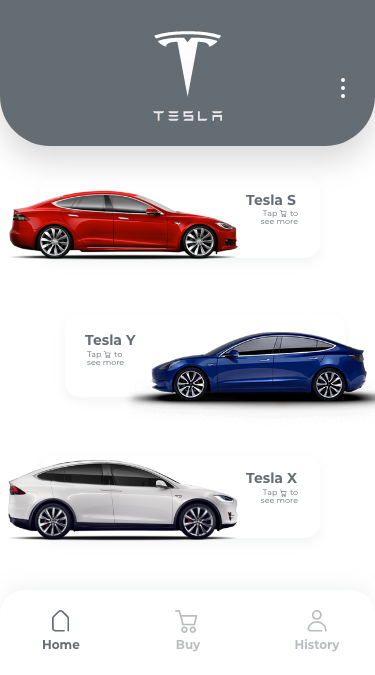 TESLA
Tesla S
Tap to
see more
Tesla Y
Tap to
see more
Tesla X
Tap to
see more
Home
Buy
History